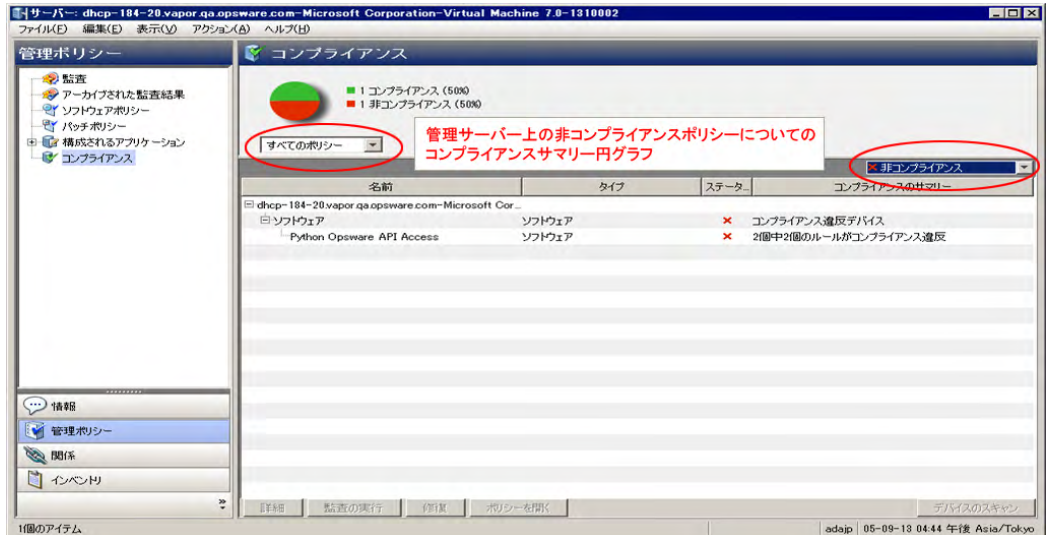 サーバー: dhcp-184-20.vapor.qa.opsware.com-Microsoft Corporation-Virtual Machine 7.0-1310002
ファイル(F) 編集(E) 表示(V) アクション(A) ヘルプ(H)
管理ポリシー
監査
アーカイブされた監査結果
ソフトウェアポリシー
パッチポリシー
構成されるアプリケーション
コンプライアンス
情報
管理ポリシー
関係
インベントリ
コンプライアンス
1 コンプライアンス (50%)
1 非コンプライアンス (50%)
すべてのポリシー
管理サーバー上の非コンプライアンスポリシーについての
コンプライアンスサマリー円グラフ
非コンプライアンス
名前 タイプ ステータ... コンプライアンスのサマリー
dhcp-184-20.vapor.qa.opsware.com-Microsoft Cor...
ソフトウェア ソフトウェア コンプライアンス違反デバイス
Python Opsware API Access ソフトウェア 2個中2個のルールがコンプライアンス違反
詳細 監査の実行 修復 ポリシーを開く デバイスのスキャン
1個のアイテム adajp 05-09-13 04:44 午後 Asia/Tokyo